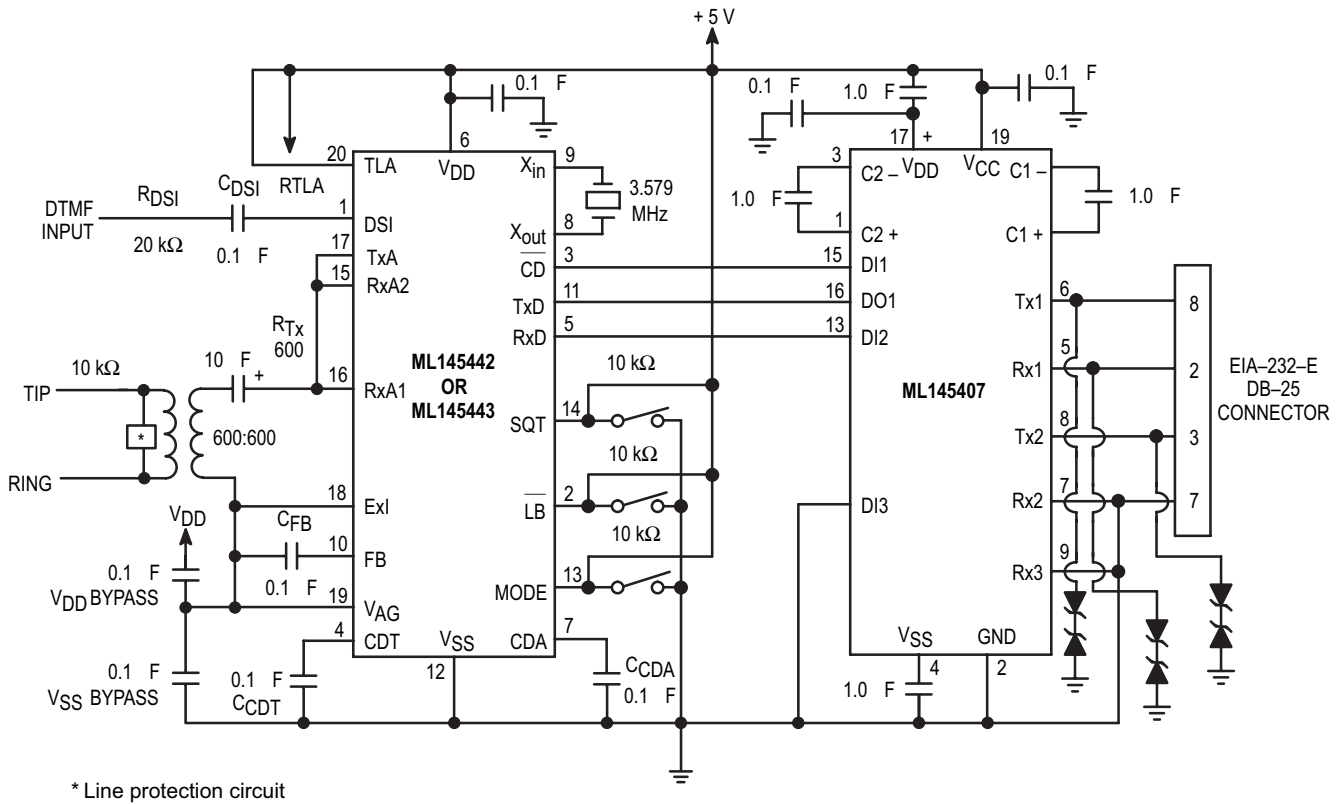 + 5 V
0.1 F
0.1 F
1.0 F
0.1 F
6
17 +
19
20
TLA
VDD
Xin
9
3
C2 –
VDD
VCC
C1 –
RTLA
3.579
MHz
1.0 F
1.0 F
DTMF
INPUT
RDSI
CDSI
1
DSI
20 kΩ
0.1 F
8
Xout
1
C2 +
C1 +
17
TxA
3
CD
15
DI1
15
RxA2
11
TxD
16
DO1
6
Tx1
8
RTx
600
5
RxD
13
DI2
10 kΩ
10 F
+
16
RxA1
ML145442
OR
ML145443
10 kΩ
ML145407
5
Rx1
2
EIA–232–E
DB–25
CONNECTOR
TIP
*
600:600
14
SQT
8
Tx2
3
10 kΩ
RING
18
ExI
2
LB
DI3
7
Rx2
7
VDD
CFB
10
FB
10 kΩ
0.1 F
VDD BYPASS
0.1 F
13
MODE
9
Rx3
19
VAG
4
CDT
VSS
CDA
7
VSS
GND
12
4
2
0.1 F
VSS BYPASS
0.1 F
CCDT
CCDA
0.1 F
1.0 F
* Line protection circuit